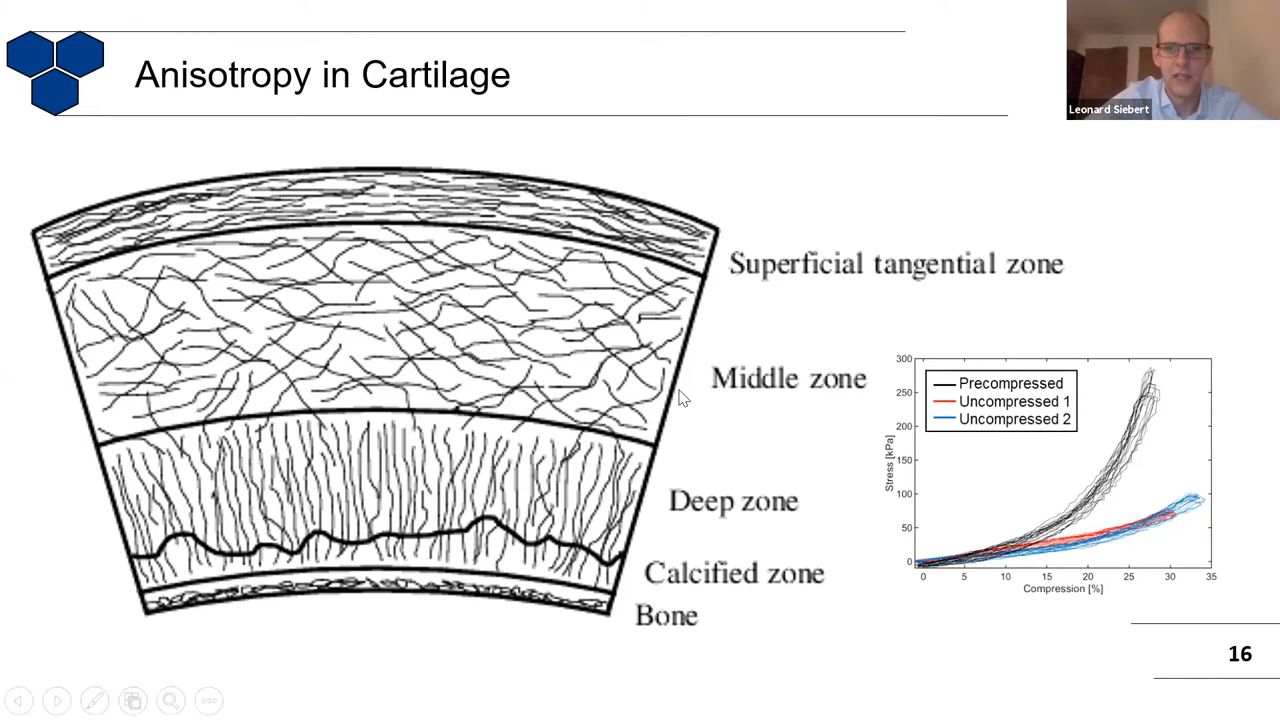 Anisotropy in Cartilage
Leonard Siebert
Superficial tangential zone
Middle zone
Deep zone
Calcified zone
Bone
Precompressed
Uncompressed 1
Uncompressed 2
Stress [kPa]
300
250
200
150
100
50
0
0 5 10 15 20 25 30 35
Compression [%]
16